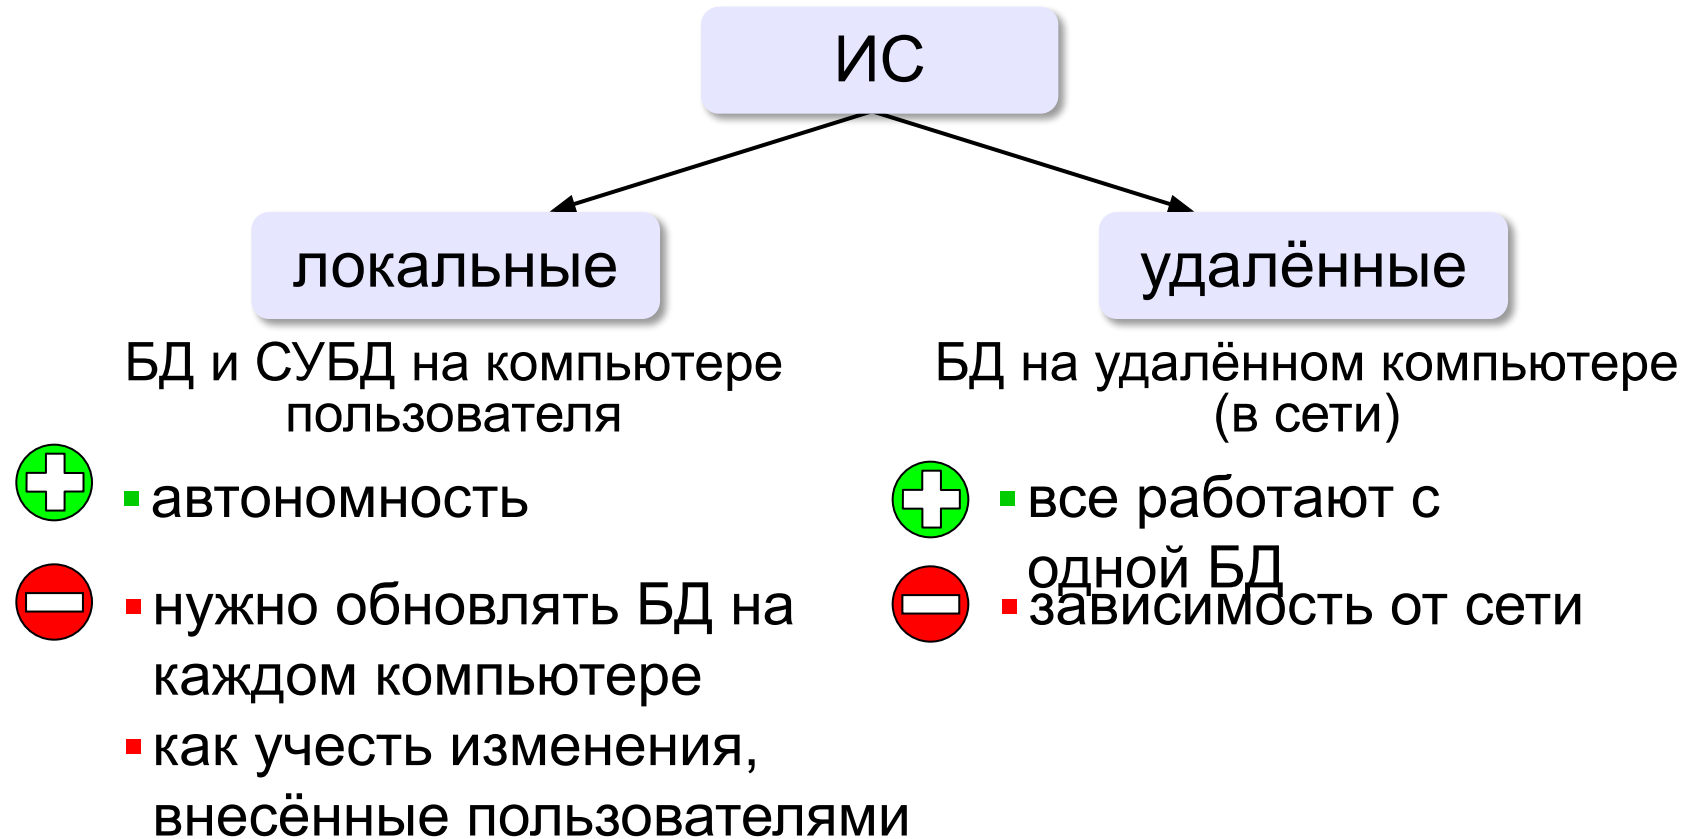 ИС
локальные
БД и СУБД на компьютере
пользователя
автономность
нужно обновлять БД на
каждом компьютере
как учесть изменения,
внесённые пользователями
удалённые
БД на удалённом компьютере
(в сети)
все работают с
одной БД
зависимость от сети